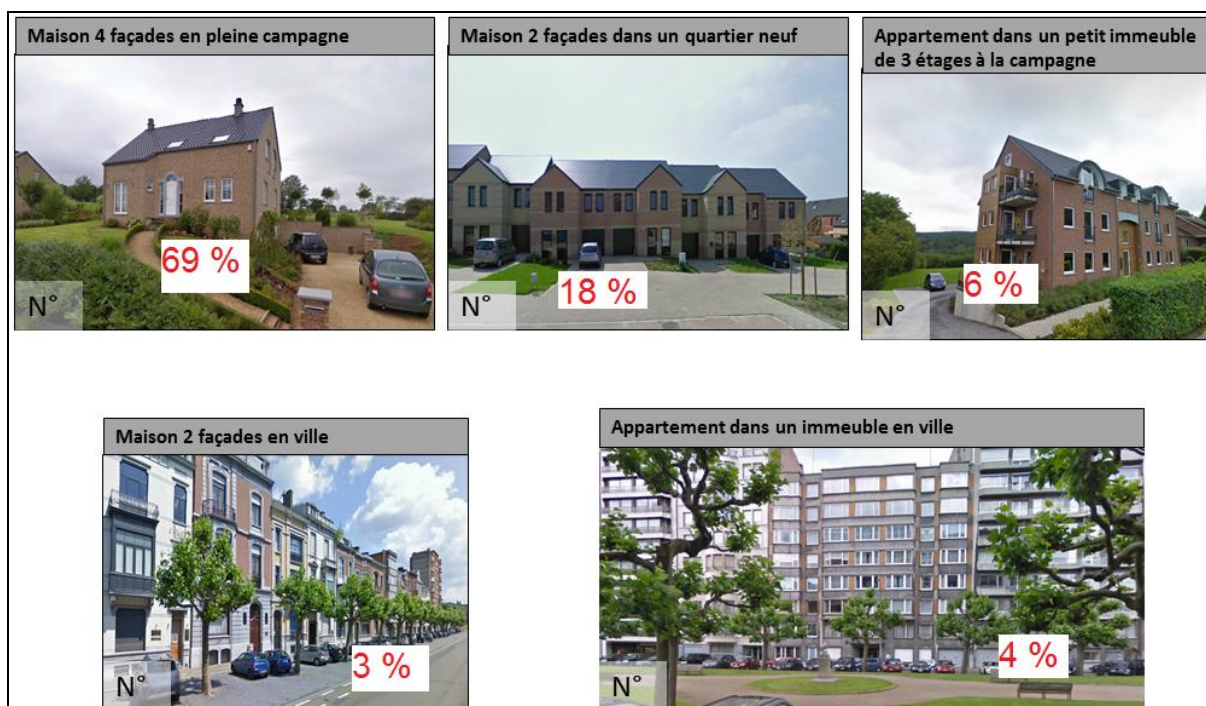 Maison 4 façades en pleine campagne
69 %
N°
Maison 2 façades dans un quartier neuf
18 %
N°
Appartement dans un petit immeuble
de 3 étages à la campagne
6 %
N°
Maison 2 façades en ville
3 %
N°
Appartement dans un immeuble en ville
4 %
N°